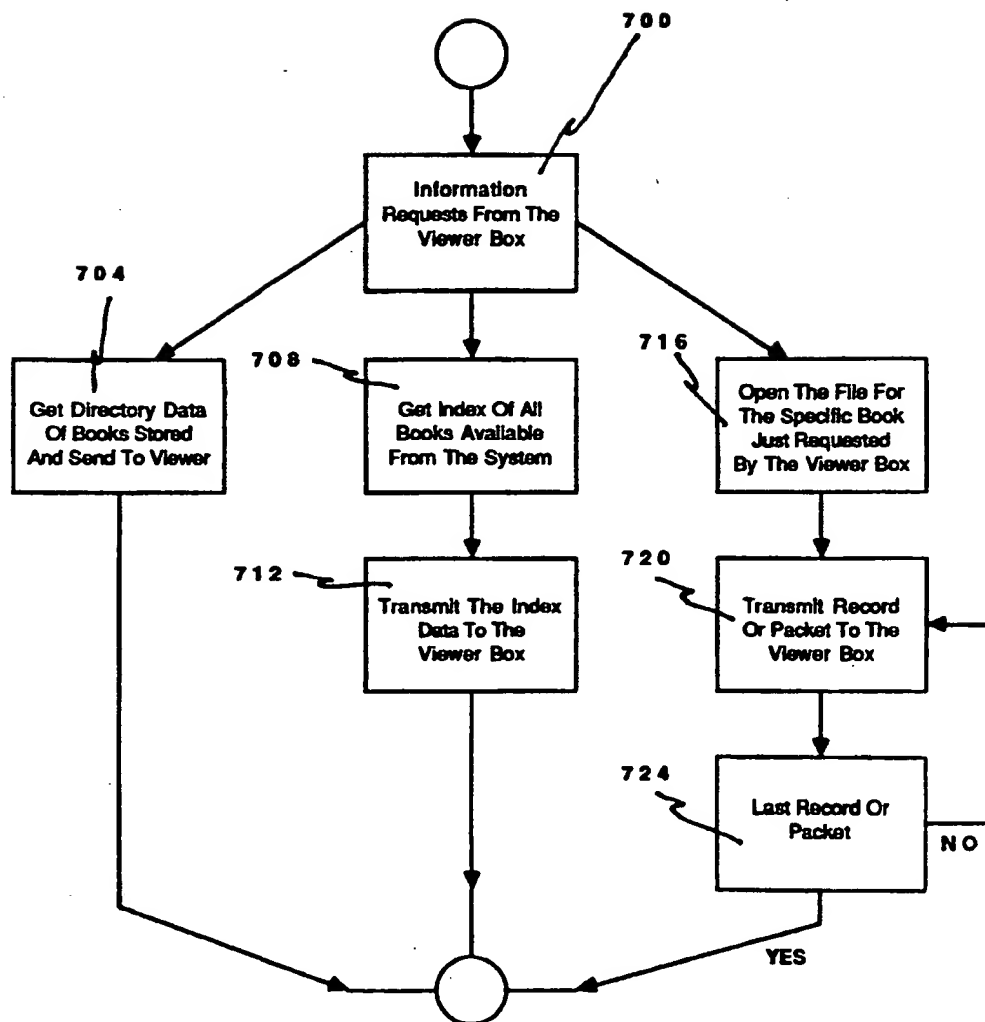 700
Information
Requests From The
Viewer Box
704
Get Directory Data
Of Books Stored
And Send To Viewer
708
Get Index Of All
Books Available
From The System
716
Open The File For
The Specific Book
Just Requested
By The Viewer Box
712
Transmit The Index
Data To The
Viewer Box
720
Transmit Record
Or Packet To The
Viewer Box
724
Last Record Or
Packet
NO
YES